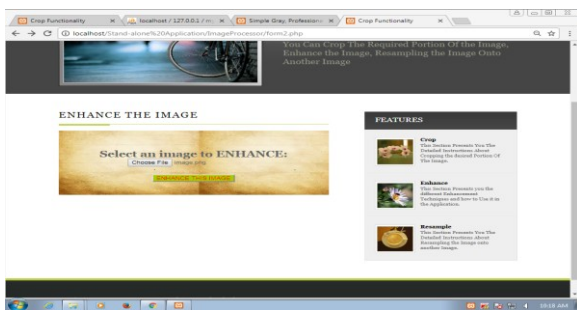 Crop Functionality
localhost / 127.0.0.1 / my
Simple Gray, Professional
Crop Functionality
localhost/Stand-alone%20Application/ImageProcessor/form2.php
You Can Crop The Required Portion Of the Image,
Enhance the Image, Resampling the Image Onto
Another Image
ENHANCE THE IMAGE
Select an image to ENHANCE:
Choose File
ENHANCE THIS IMAGE
FEATURES
Crop
This Section Presents You The
Detailed Instructions About
Cropping the desired Portion Of
The Image.
Enhance
This Section Presents you the
different Enhancement
Techniques and how to Use it in
the Application.
Resample
This Section Presents You The
Detailed Instructions About
Resampling the Image onto
another Image.
10:18 AM